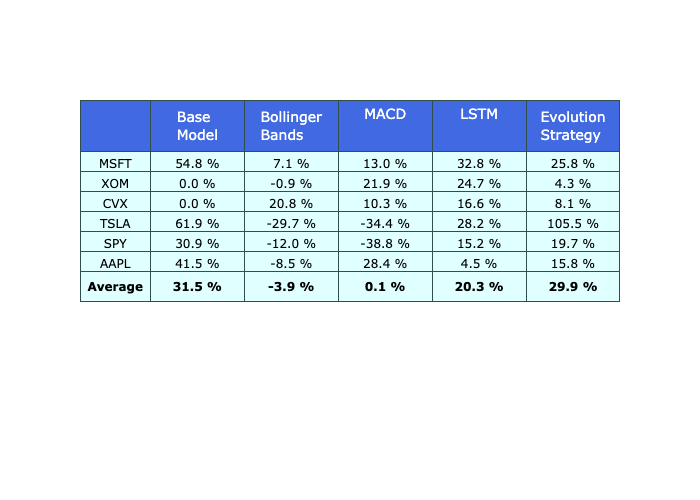 Base Model Bollinger Bands MACD LSTM Evolution Strategy
MSFT 54.8 % 7.1 % 13.0 % 32.8 % 25.8 %
XOM 0.0 % -0.9 % 21.9 % 24.7 % 4.3 %
CVX 0.0 % 20.8 % 10.3 % 16.6 % 8.1 %
TSLA 61.9 % -29.7 % -34.4 % 28.2 % 105.5 %
SPY 30.9 % -12.0 % -38.8 % 15.2 % 19.7 %
AAPL 41.5 % -8.5 % 28.4 % 4.5 % 15.8 %
Average 31.5 % -3.9 % 0.1 % 20.3 % 29.9 %